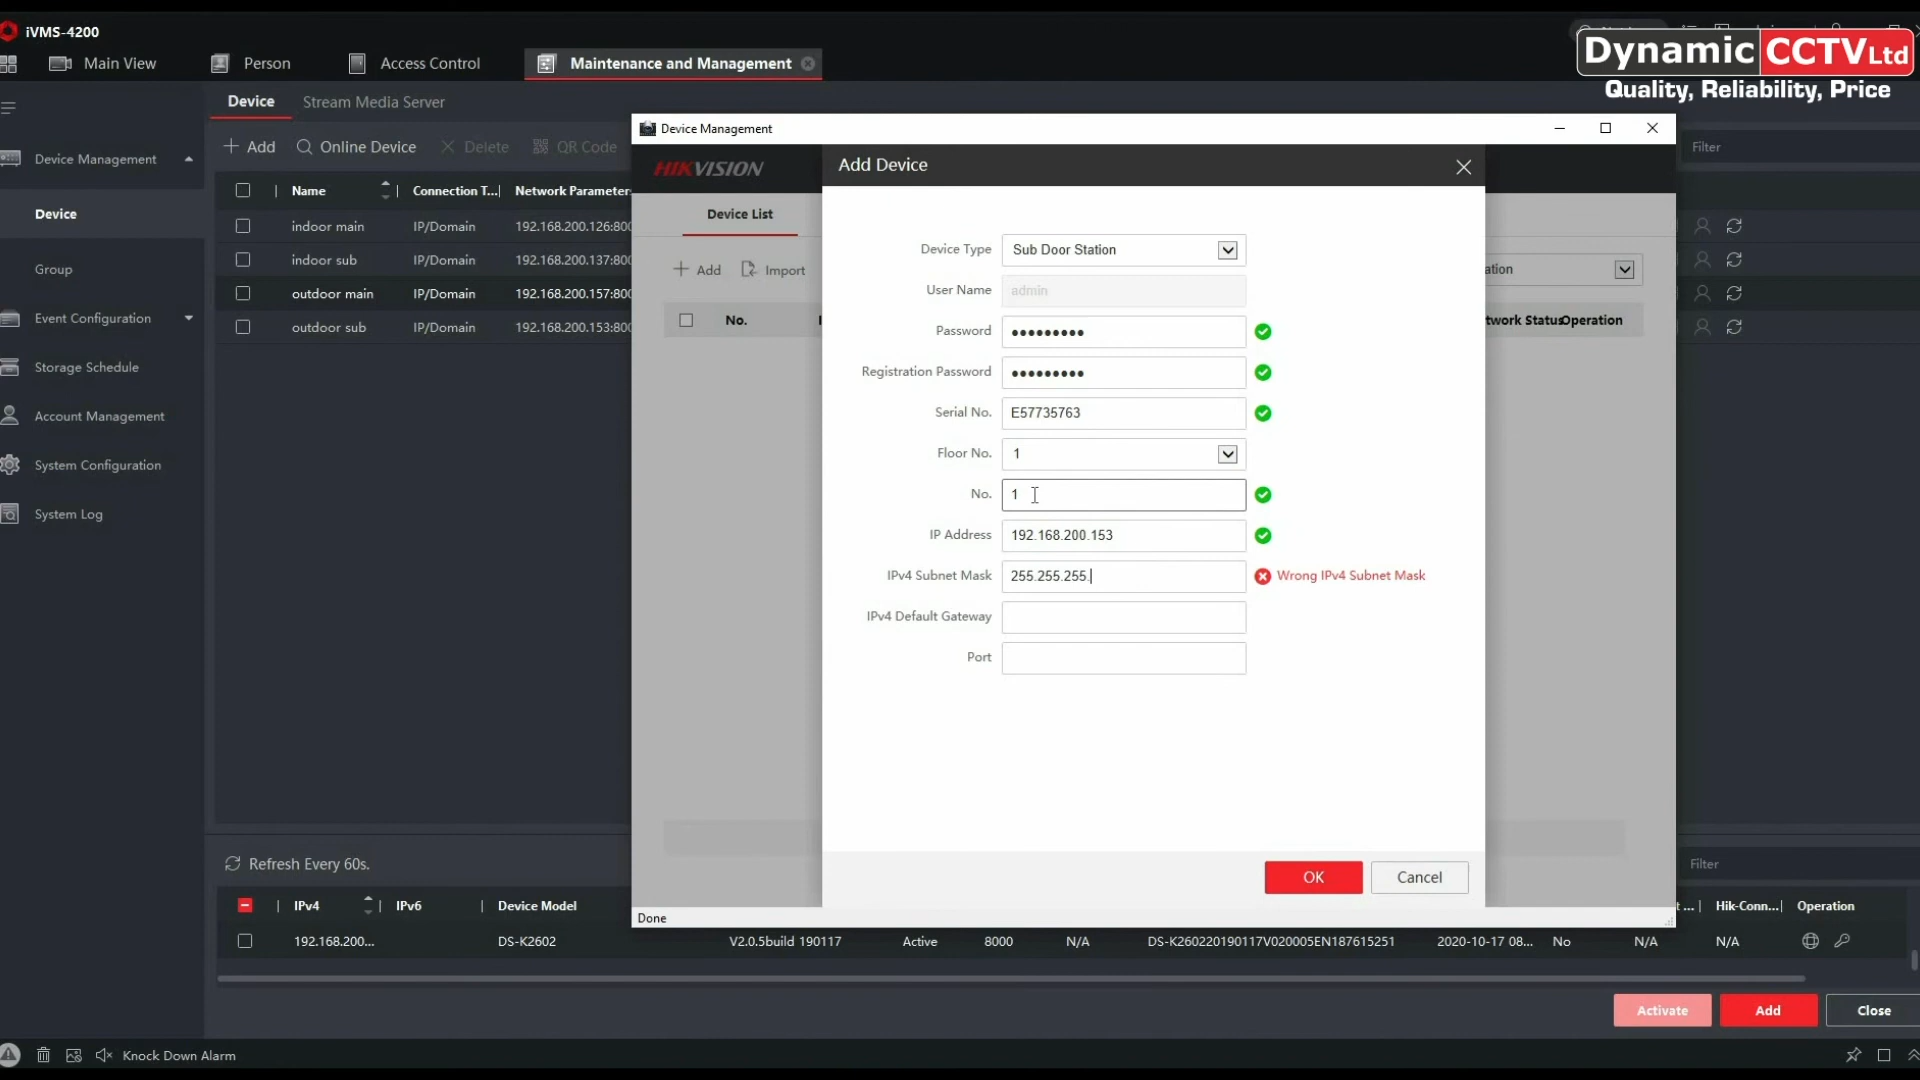 iVMS-4200
Dynamic CCTV Ltd
Quality, Reliability, Price
Main View
Person
Access Control
Maintenance and Management
Device
Stream Media Server
Add
Online Device
Delete
QR Code
Filter
Device Management
Device
Group
Event Configuration
Storage Schedule
Account Management
System Configuration
System Log
Name
Connection T...
Network Parameter
indoor main
IP/Domain
192.168.200.126:800
indoor sub
IP/Domain
192.168.200.137:800
outdoor main
IP/Domain
192.168.200.157:800
outdoor sub
IP/Domain
192.168.200.153:800
Device Management
HIKVISION
Device List
Add
Import
No.
ation
twork Status
Operation
Add Device
Device Type
Sub Door Station
User Name
admin
Password
•••••••••
Registration Password
•••••••••
Serial No.
E57735763
Floor No.
1
No.
1
IP Address
192.168.200.153
IPv4 Subnet Mask
255.255.255.
Wrong IPv4 Subnet Mask
IPv4 Default Gateway
Port
OK
Cancel
Done
Refresh Every 60s.
Filter
IPv4
IPv6
Device Model
t ...
Hik-Conn...
Operation
192.168.200...
DS-K2602
V2.0.5build 190117
Active
8000
N/A
DS-K260220190117V020005EN187615251
2020-10-17 08...
No
N/A
N/A
Activate
Add
Close
Knock Down Alarm